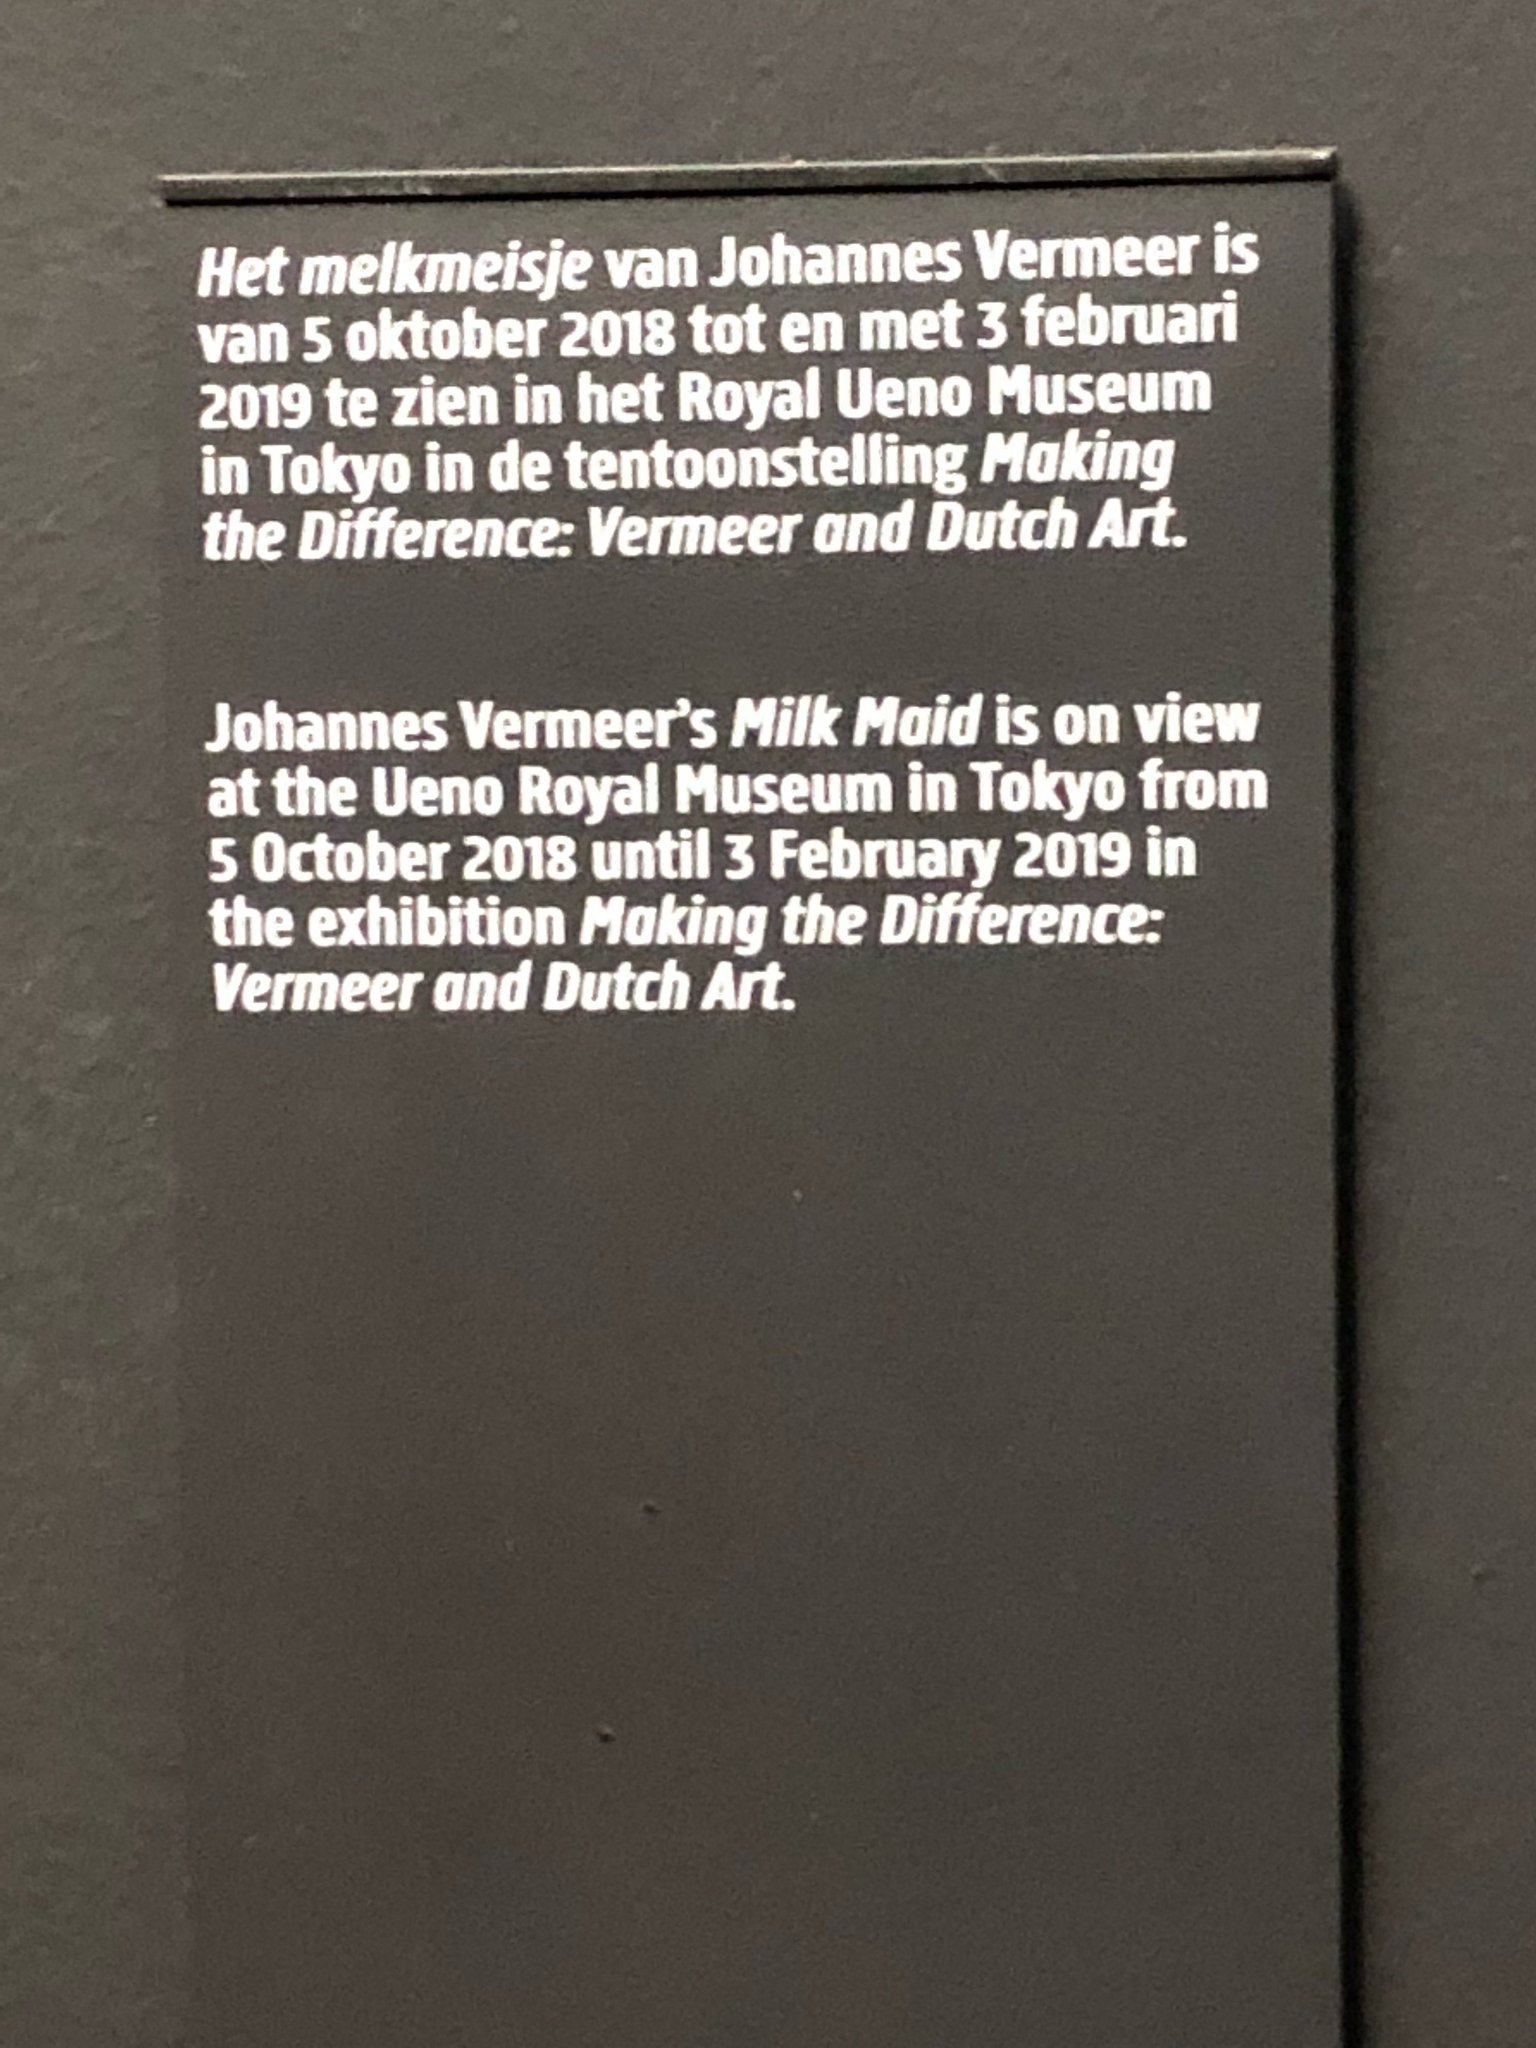 Het melkmeisje van Johannes Vermeer is
van 5 oktober 2018 tot en met 3 februari
2019 te zien in het Royal Ueno Museum
in Tokyo in de tentoonstelling Making
the Difference: Vermeer and Dutch Art.
Johannes Vermeer's Milk Maid is on view
at the Ueno Royal Museum in Tokyo from
5 October 2018 until 3 February 2019 in
the exhibition Making the Difference:
Vermeer and Dutch Art.